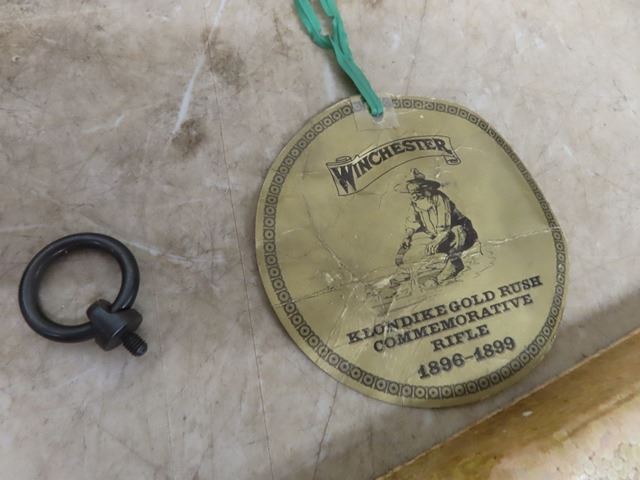 WINCHESTER
KLONDIKE GOLD RUSH
COMMEMORATIVE
RIFLE
1896-1899